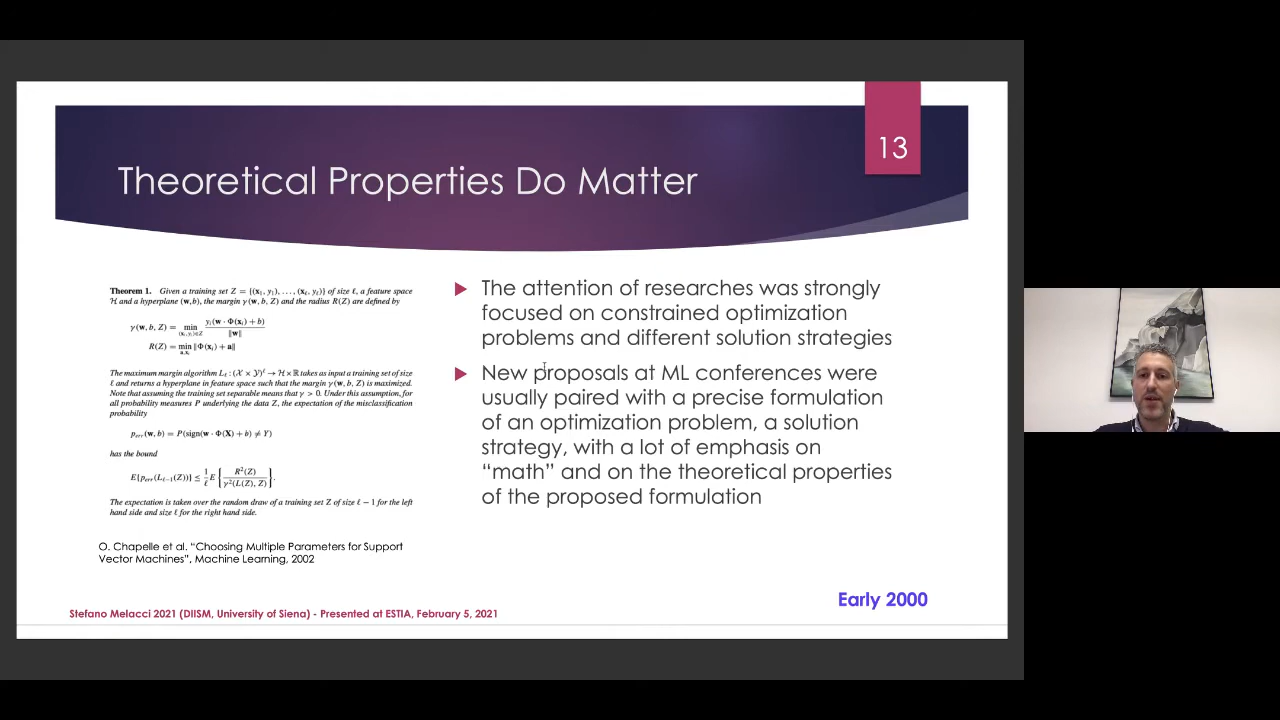 13
Theoretical Properties Do Matter
Theorem 1. Given a training set Z = {(x₁, y₁), . . . , (xℓ, yℓ)} of size ℓ, a feature space
ℋ and a hyperplane (w,b), the margin γ(w, b, Z) and the radius R(Z) are defined by
γ(w, b, Z) = min_{(xᵢ,yᵢ)∈Z} yᵢ(w · Φ(xᵢ) + b) / ‖w‖
R(Z) = min_{a,xᵢ} ‖Φ(xᵢ) + a‖
The maximum margin algorithm Lℓ : (𝒳 × 𝒴)^ℓ → ℋ × ℝ takes as input a training set of size
ℓ and returns a hyperplane in feature space such that the margin γ(w, b, Z) is maximized.
Note that assuming the training set separable means that γ > 0. Under this assumption, for
all probability measures P underlying the data Z, the expectation of the misclassification
probability
p_err(w, b) = P(sign(w · Φ(X) + b) ≠ Y)
has the bound
E{p_err(L_{ℓ−1}(Z))} ≤ 1/ℓ E { R²(Z) / γ²(L(Z), Z) }.
The expectation is taken over the random draw of a training set Z of size ℓ − 1 for the left
hand side and size ℓ for the right hand side.
O. Chapelle et al. “Choosing Multiple Parameters for Support
Vector Machines”, Machine Learning, 2002
The attention of researches was strongly
focused on constrained optimization
problems and different solution strategies
New proposals at ML conferences were
usually paired with a precise formulation
of an optimization problem, a solution
strategy, with a lot of emphasis on
“math” and on the theoretical properties
of the proposed formulation
Early 2000
Stefano Melacci 2021 (DIISM, University of Siena) - Presented at ESTIA, February 5, 2021